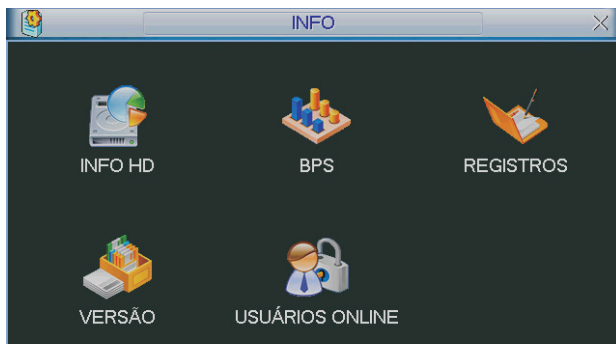 INFO
INFO HD
BPS
REGISTROS
VERSÃO
USUÁRIOS ONLINE